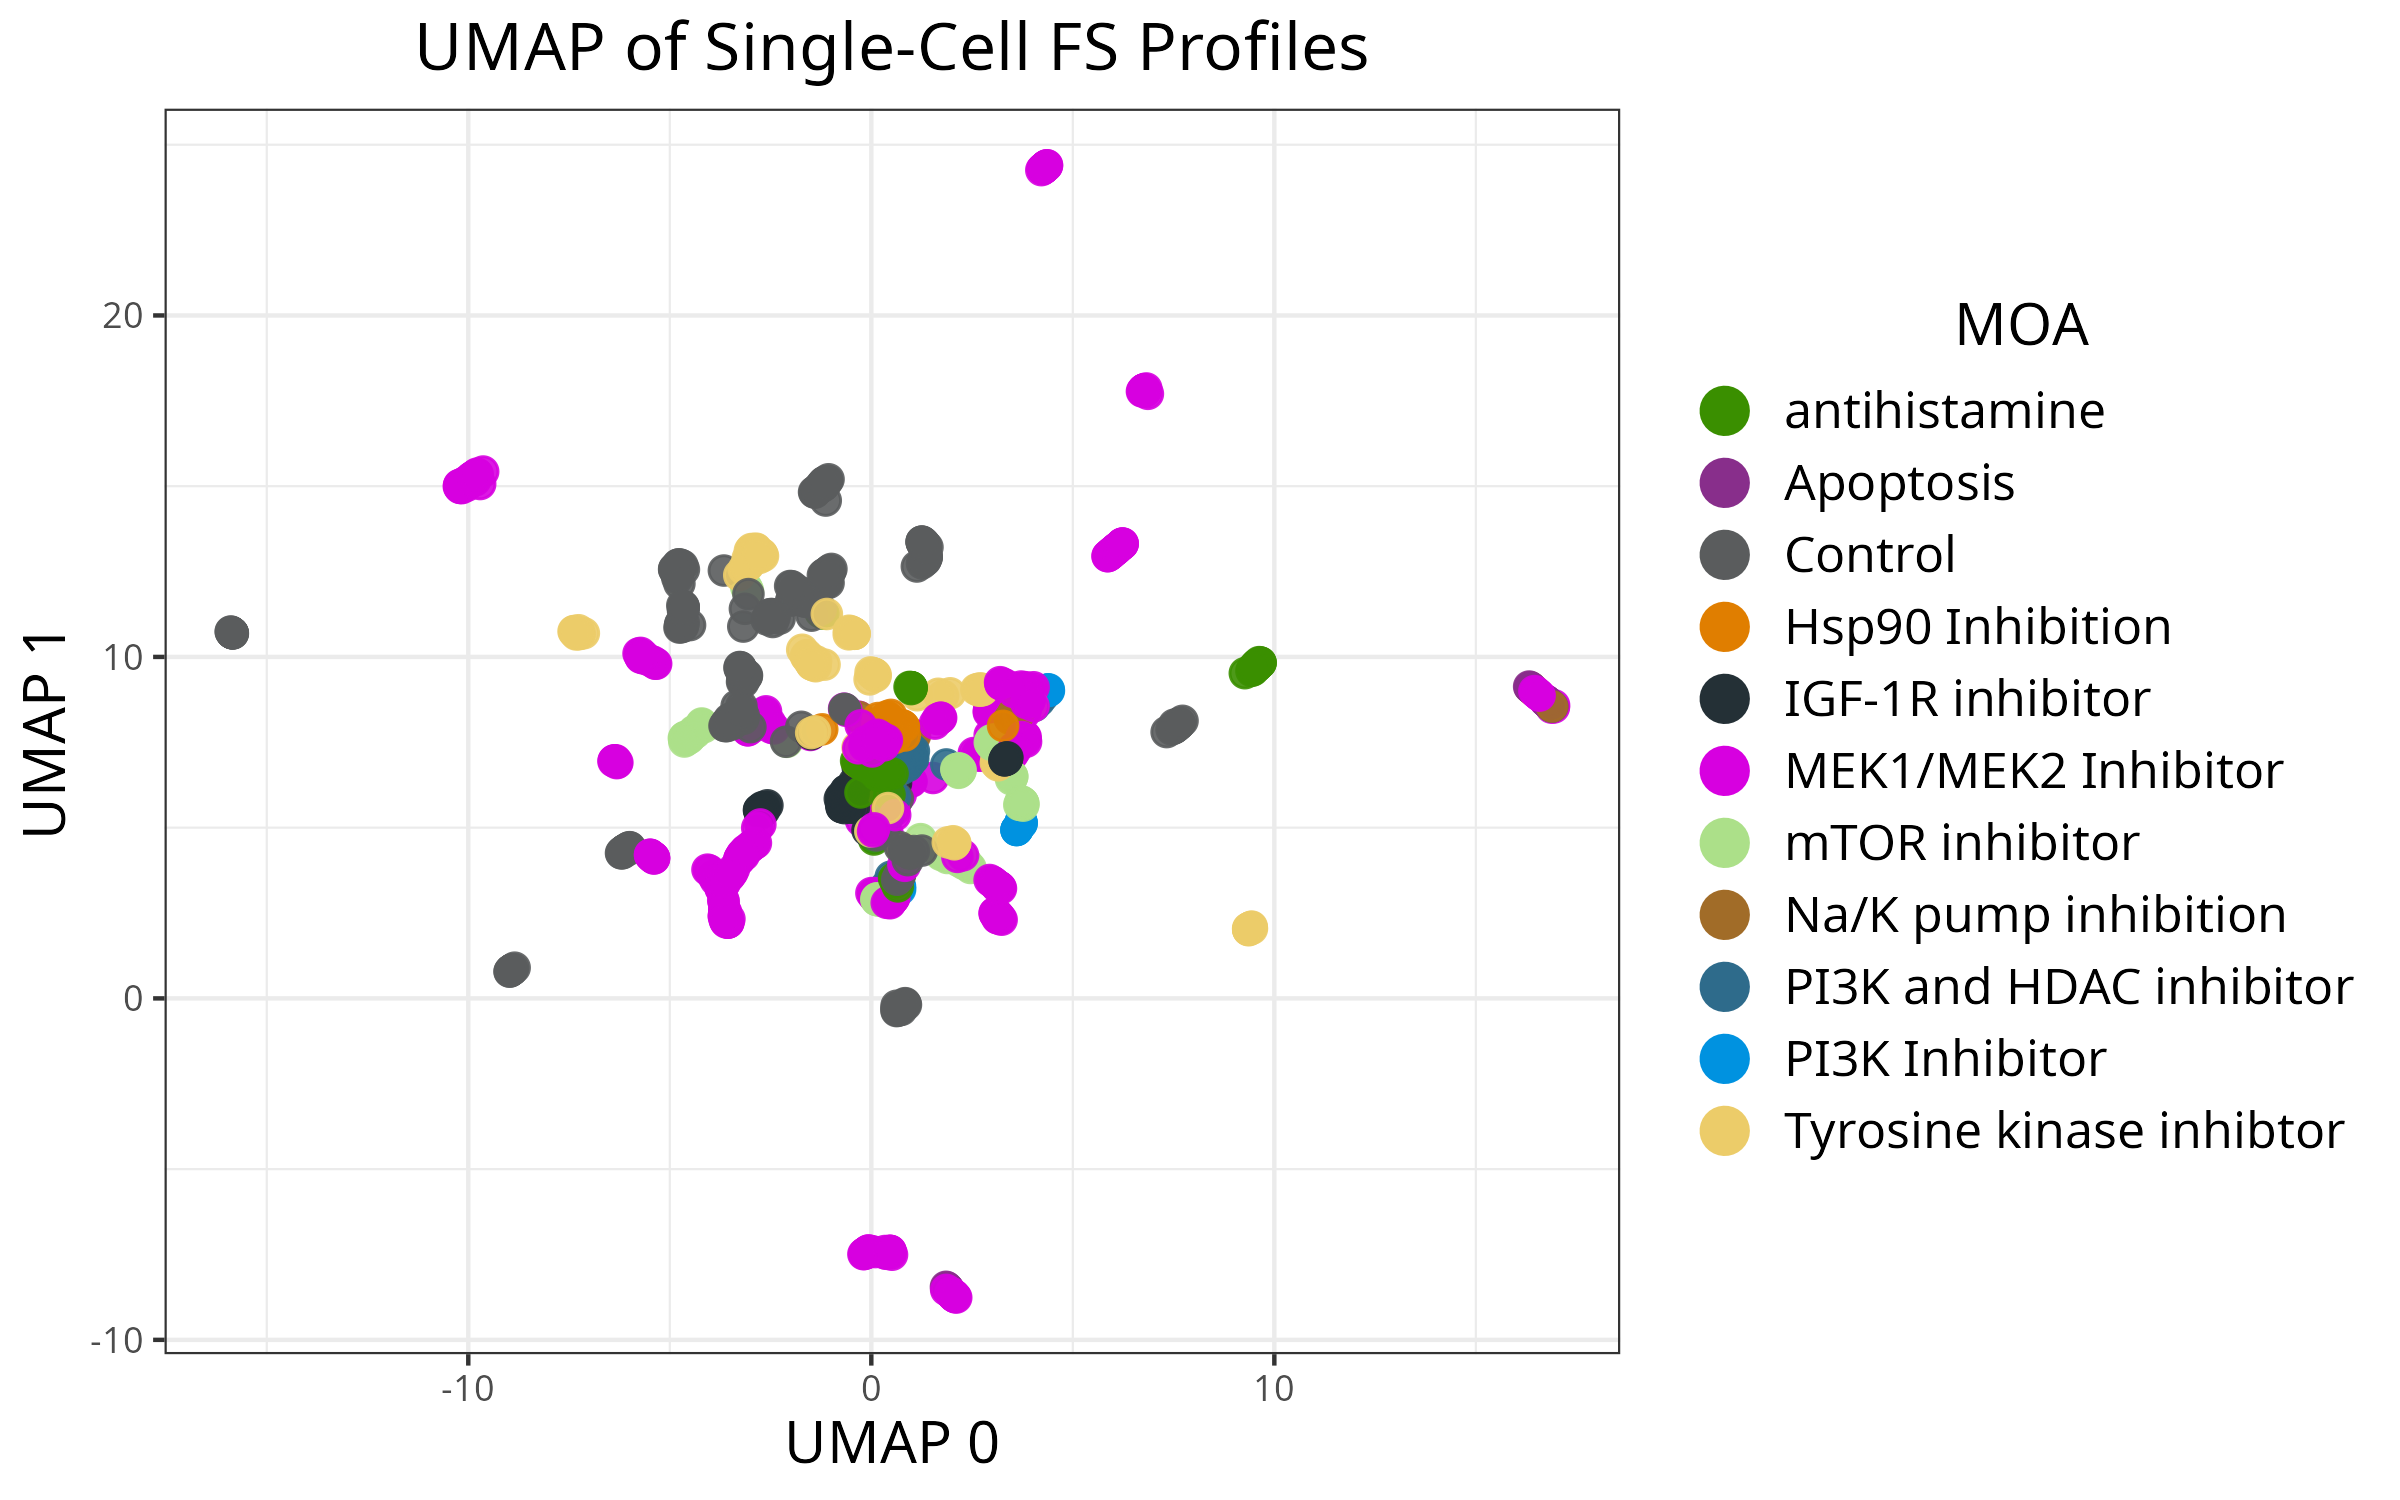 UMAP of Single-Cell FS Profiles
UMAP 1
20
10
0
-10
-10
0
10
UMAP 0
MOA
antihistamine
Apoptosis
Control
Hsp90 Inhibition
IGF-1R inhibitor
MEK1/MEK2 Inhibitor
mTOR inhibitor
Na/K pump inhibition
PI3K and HDAC inhibitor
PI3K Inhibitor
Tyrosine kinase inhibtor